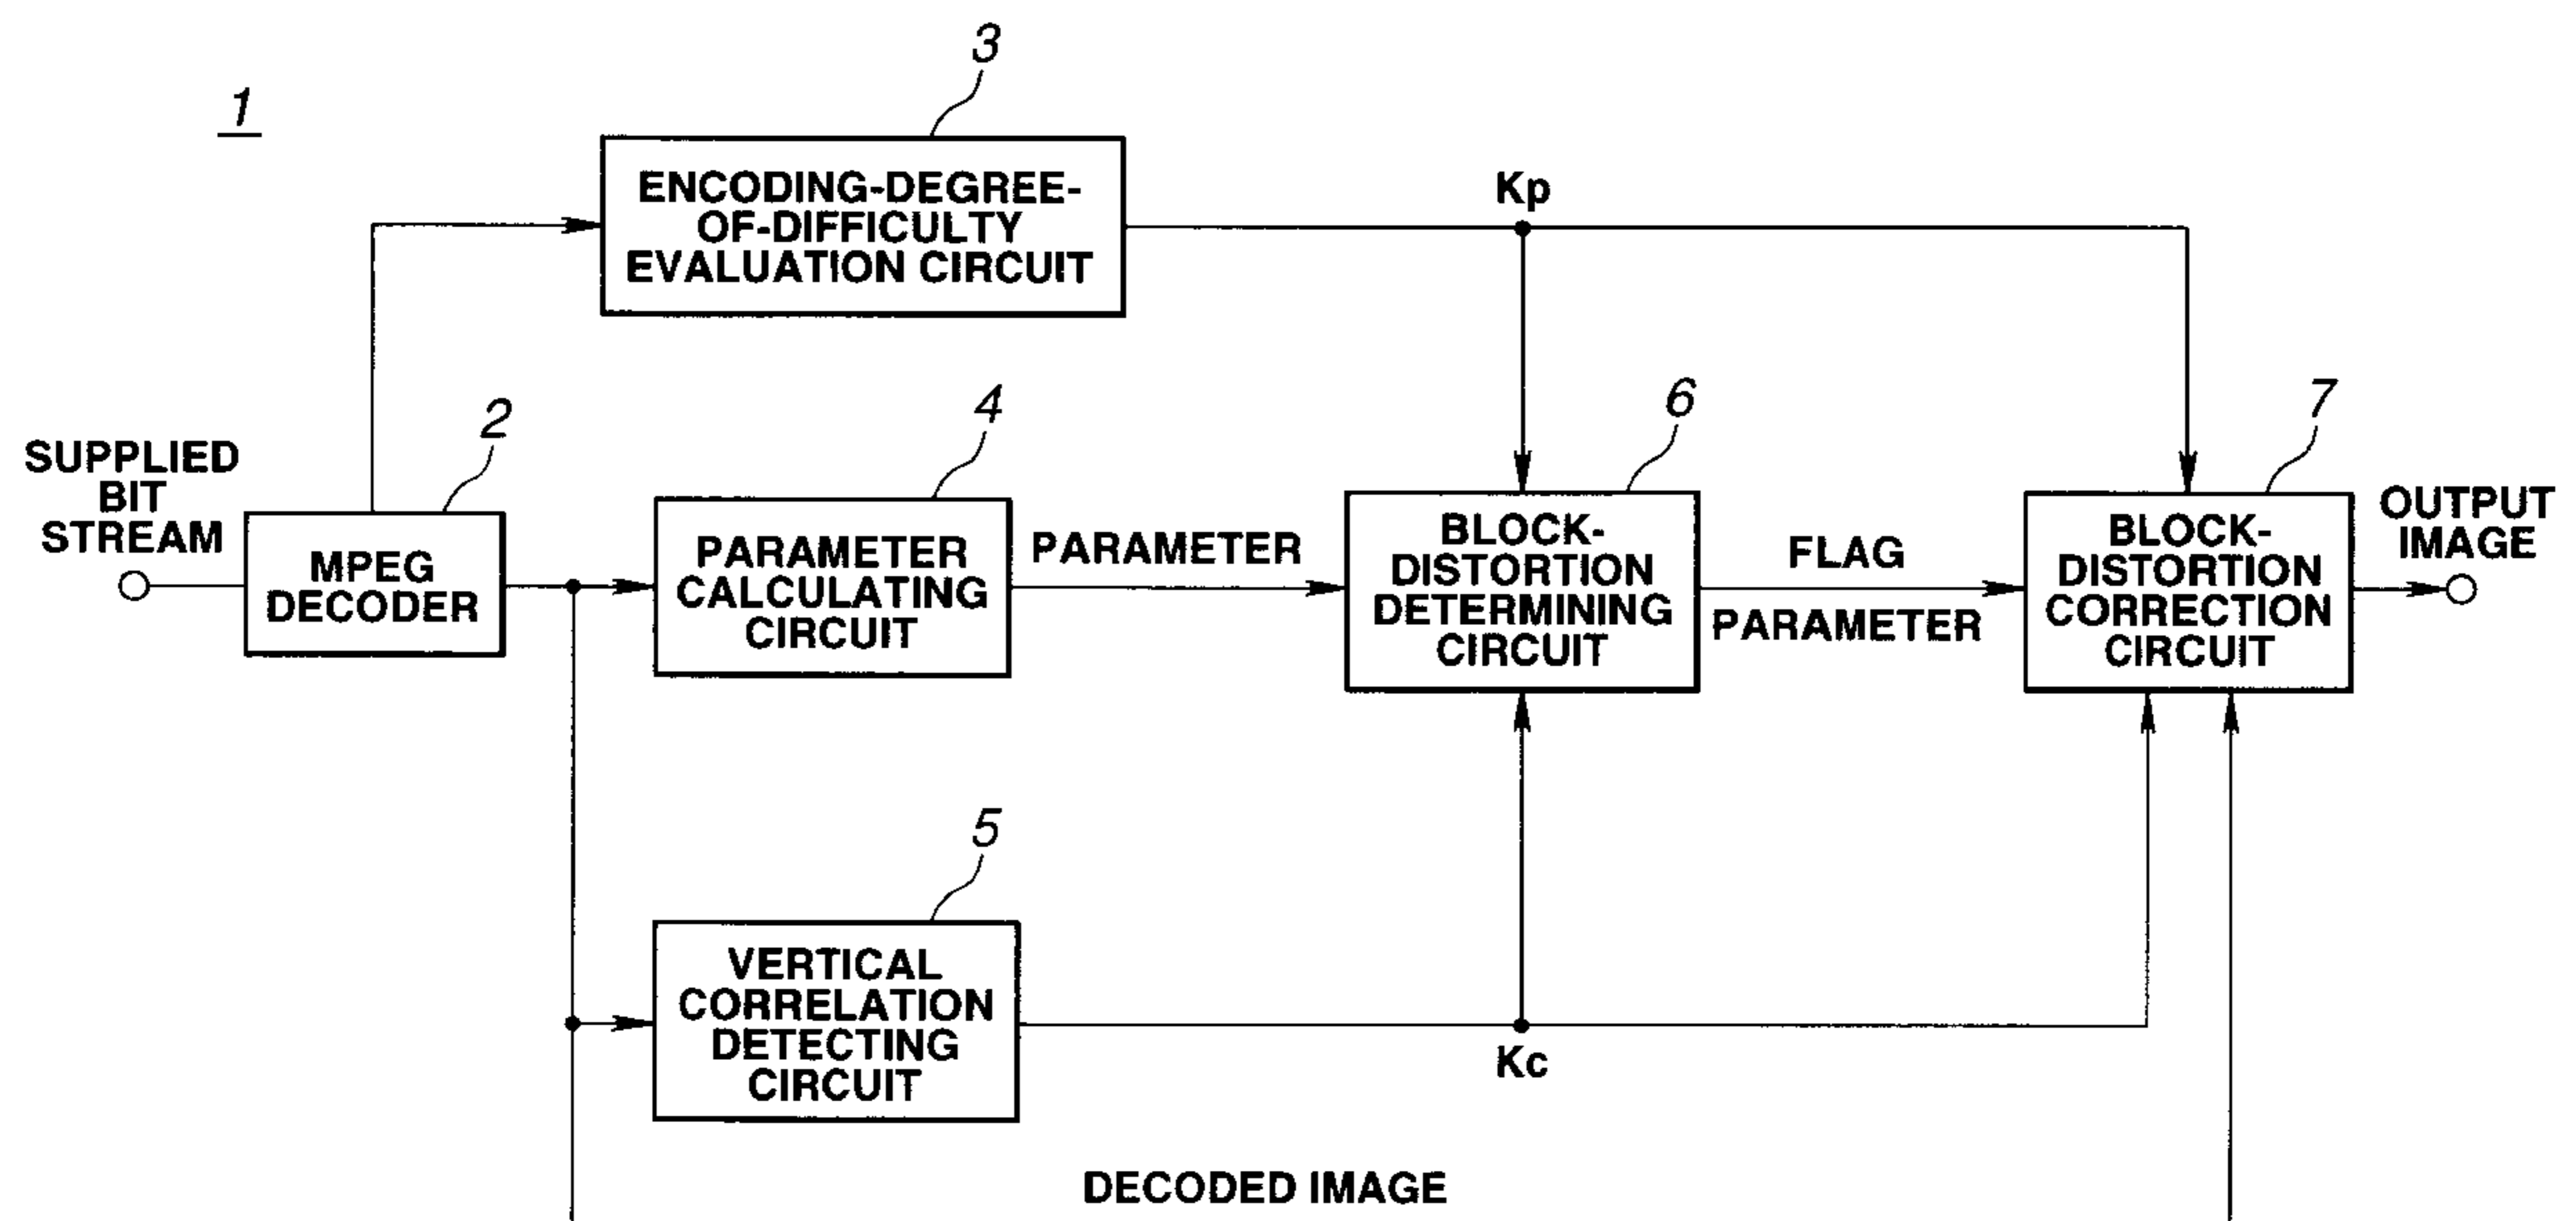 1
3
ENCODING-DEGREE-
OF-DIFFICULTY
EVALUATION CIRCUIT
Kp
SUPPLIED
BIT
STREAM
2
MPEG
DECODER
4
PARAMETER
CALCULATING
CIRCUIT
PARAMETER
6
BLOCK-
DISTORTION
DETERMINING
CIRCUIT
FLAG
PARAMETER
7
BLOCK-
DISTORTION
CORRECTION
CIRCUIT
OUTPUT
IMAGE
5
VERTICAL
CORRELATION
DETECTING
CIRCUIT
Kc
DECODED IMAGE